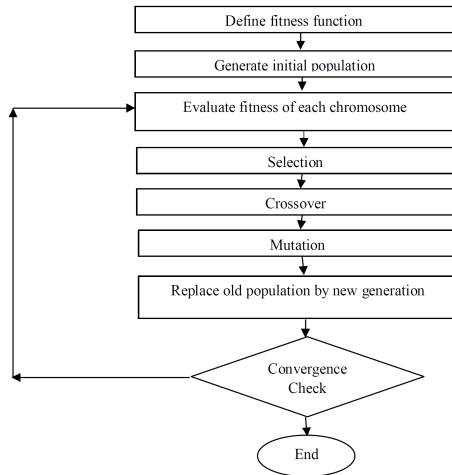 Define fitness function
Generate initial population
Evaluate fitness of each chromosome
Selection
Crossover
Mutation
Replace old population by new generation
Convergence
Check
End